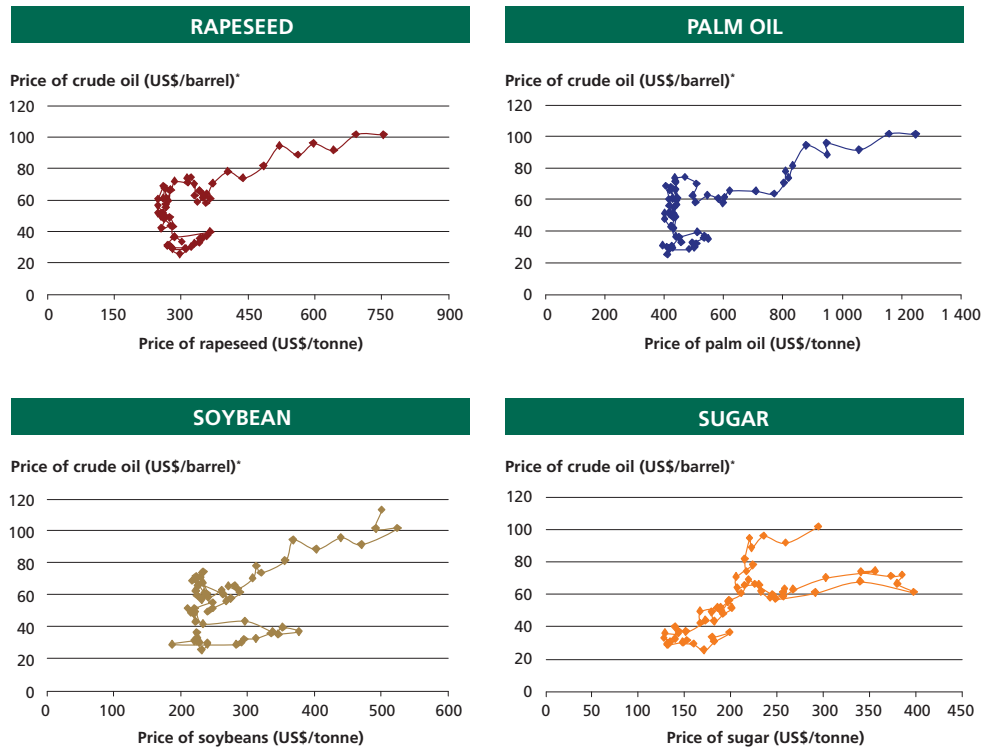 RAPESEED
Price of crude oil (US$/barrel)*
120
100
80
60
40
20
0
0 150 300 450 600 750 900
Price of rapeseed (US$/tonne)
PALM OIL
Price of crude oil (US$/barrel)*
120
100
80
60
40
20
0
0 200 400 600 800 1 000 1 200 1 400
Price of palm oil (US$/tonne)
SOYBEAN
Price of crude oil (US$/barrel)*
120
100
80
60
40
20
0
0 100 200 300 400 500 600
Price of soybeans (US$/tonne)
SUGAR
Price of crude oil (US$/barrel)*
120
100
80
60
40
20
0
0 50 100 150 200 250 300 350 400 450
Price of sugar (US$/tonne)